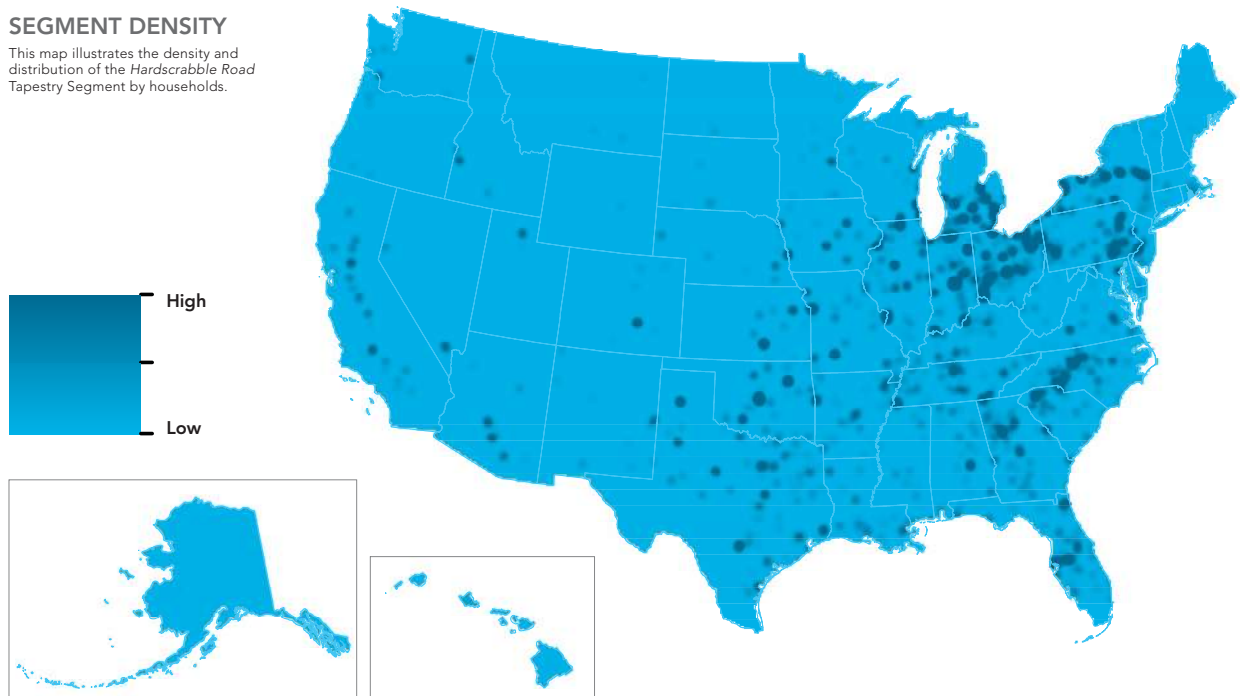 SEGMENT DENSITY
This map illustrates the density and
distribution of the Hardscrabble Road
Tapestry Segment by households.
High
Low